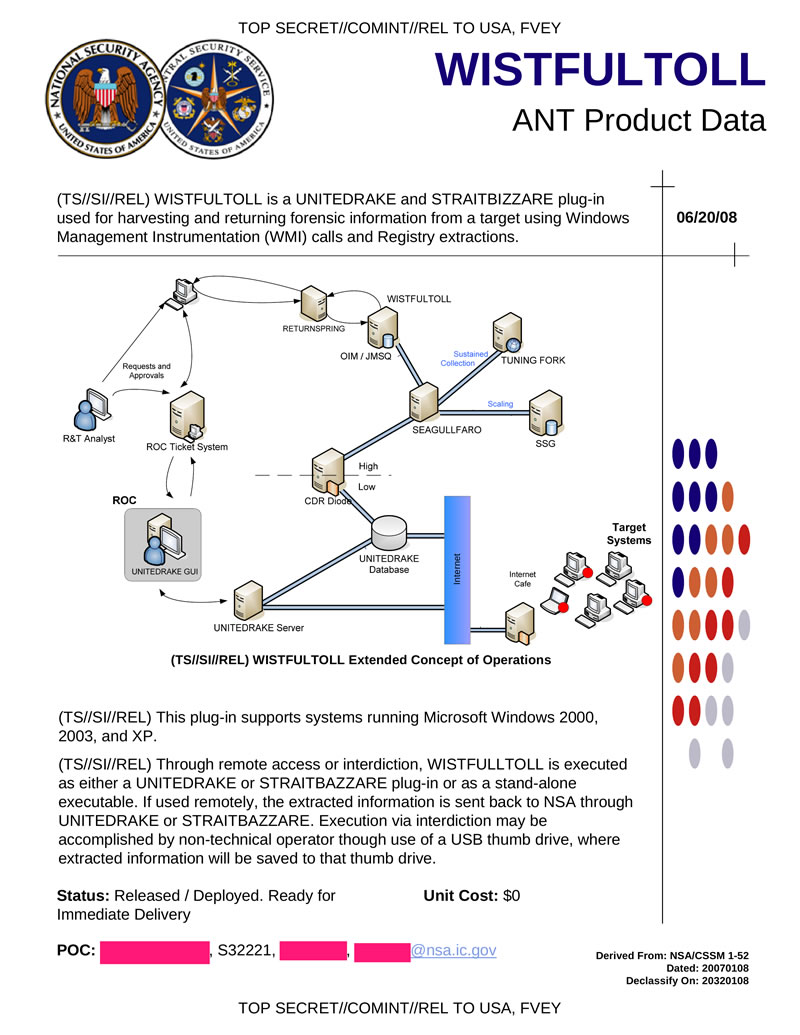 TOP SECRET//COMINT//REL TO USA, FVEY
NATIONAL SECURITY AGENCY
UNITED STATES OF AMERICA
TRAL SECURITY SERVICE
UNITED STATES OF AMERICA
WISTFULTOLL
ANT Product Data
(TS//SI//REL) WISTFULTOLL is a UNITEDRAKE and STRAITBIZZARE plug-in
used for harvesting and returning forensic information from a target using Windows
Management Instrumentation (WMI) calls and Registry extractions.
06/20/08
WISTFULTOLL
RETURNSPRING
OIM / JMSQ
Sustained
Collection
TUNING FORK
Requests and
Approvals
Scaling
SEAGULLFARO
SSG
R&T Analyst
ROC Ticket System
High
Low
CDR Diode
ROC
UNITEDRAKE GUI
UNITEDRAKE
Database
Internet
Target
Systems
Internet
Cafe
UNITEDRAKE Server
(TS//SI//REL) WISTFULTOLL Extended Concept of Operations
(TS//SI//REL) This plug-in supports systems running Microsoft Windows 2000,
2003, and XP.
(TS//SI//REL) Through remote access or interdiction, WISTFULLTOLL is executed
as either a UNITEDRAKE or STRAITBAZZARE plug-in or as a stand-alone
executable. If used remotely, the extracted information is sent back to NSA through
UNITEDRAKE or STRAITBAZZARE. Execution via interdiction may be
accomplished by non-technical operator though use of a USB thumb drive, where
extracted information will be saved to that thumb drive.
Status: Released / Deployed. Ready for
Immediate Delivery
Unit Cost: $0
POC: , S32221, , @nsa.ic.gov
Derived From: NSA/CSSM 1-52
Dated: 20070108
Declassify On: 20320108
TOP SECRET//COMINT//REL TO USA, FVEY